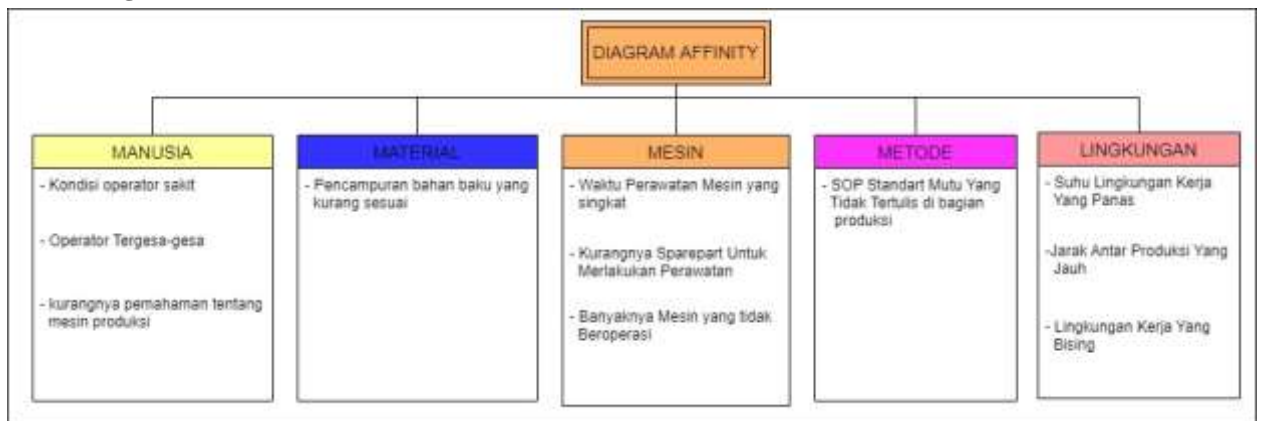 DIAGRAM AFFINITY
MANUSIA
- Kondisi operator sakit
- Operator Tergesa-gesa
- kurangnya pemahaman tentang
mesin produksi
MATERIAL
- Pencampuran bahan baku yang
kurang sesuai
MESIN
- Waktu Perawatan Mesin yang
singkat
- Kurangnya Sparepart Untuk
Merlakukan Perawatan
- Banyaknya Mesin yang tidak
Beroperasi
METODE
- SOP Standart Mutu Yang
Tidak Tertulis di bagian
produksi
LINGKUNGAN
- Suhu Lingkungan Kerja
Yang Panas
-Jarak Antar Produksi Yang
Jauh
- Lingkungan Kerja Yang
Bising